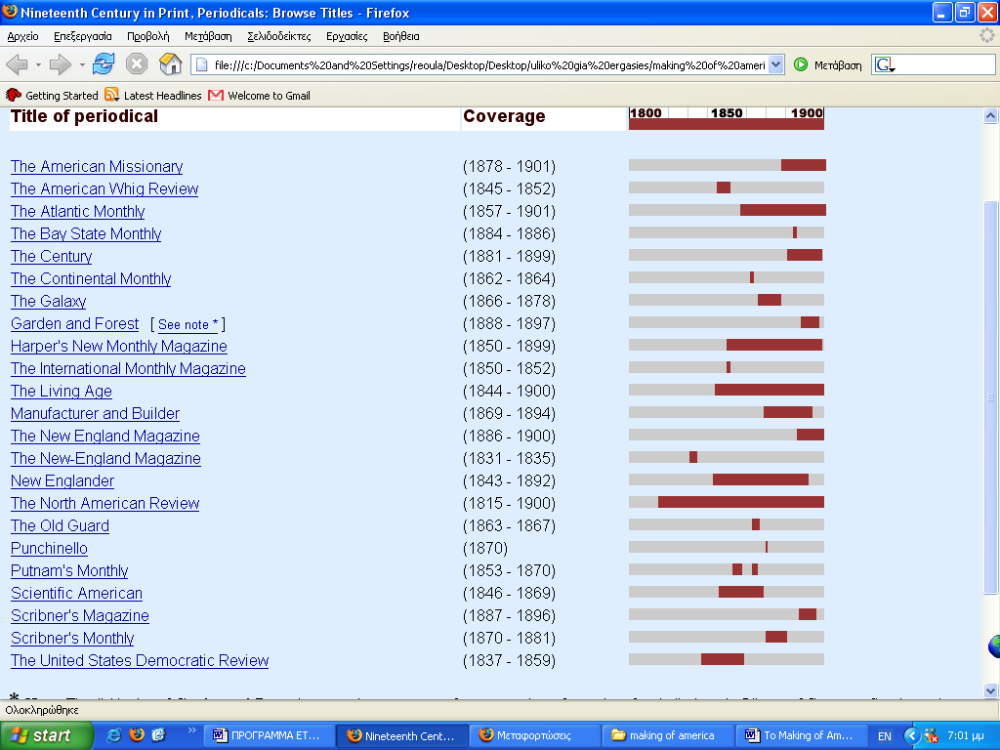 Nineteenth Century in Print, Periodicals: Browse Titles - Firefox
Αρχείο Επεξεργασία Προβολή Μετάβαση Σελιδοδείκτες Εργασίες Βοήθεια
file:///c:/Documents%20and%20Settings/reoula/Desktop/Desktop/uliko%20gia%20ergasies/making%20of%20ameri Μετάβαση
Getting Started Latest Headlines Welcome to Gmail
Title of periodical Coverage 1800 1850 1900
The American Missionary (1878 - 1901)
The American Whig Review (1845 - 1852)
The Atlantic Monthly (1857 - 1901)
The Bay State Monthly (1884 - 1886)
The Century (1881 - 1899)
The Continental Monthly (1862 - 1864)
The Galaxy (1866 - 1878)
Garden and Forest [ See note * ] (1888 - 1897)
Harper's New Monthly Magazine (1850 - 1899)
The International Monthly Magazine (1850 - 1852)
The Living Age (1844 - 1900)
Manufacturer and Builder (1869 - 1894)
The New England Magazine (1886 - 1900)
The New-England Magazine (1831 - 1835)
New Englander (1843 - 1892)
The North American Review (1815 - 1900)
The Old Guard (1863 - 1867)
Punchinello (1870)
Putnam's Monthly (1853 - 1870)
Scientific American (1846 - 1869)
Scribner's Magazine (1887 - 1896)
Scribner's Monthly (1870 - 1881)
The United States Democratic Review (1837 - 1859)
*
Ολοκληρώθηκε
start » ΠΡΟΓΡΑΜΜΑ ΕΤ... Nineteenth Cent... Μεταφορτώσεις making of america To Making of Am... EN 7:01 μμ